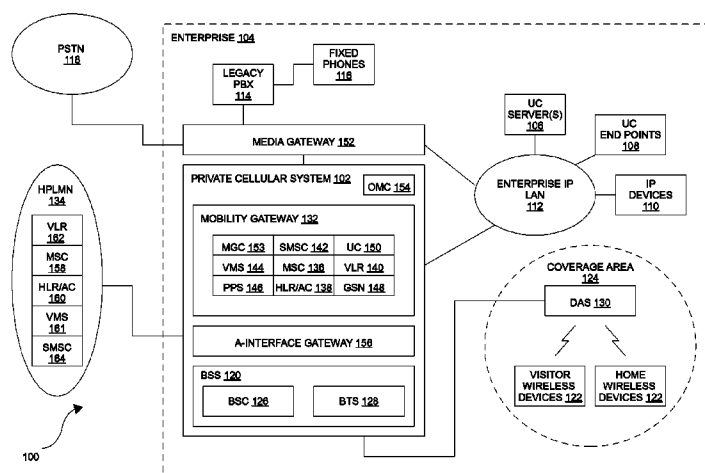 PSTN
118
ENTERPRISE 104
LEGACY
PBX
114
FIXED
PHONES
116
MEDIA GATEWAY 152
UC
SERVER(S)
106
UC
END POINTS
108
ENTERPRISE IP
LAN
112
IP
DEVICES
110
HPLMN
134
VLR
162
MSC
158
HLR/AC
160
VMS
161
SMSC
164
PRIVATE CELLULAR SYSTEM 102
OMC 154
MOBILITY GATEWAY 132
MGC 153
SMSC 142
UC 150
VMS 144
MSC 136
VLR 140
PPS 146
HLR/AC 138
GSN 148
A-INTERFACE GATEWAY 156
BSS 120
BSC 126
BTS 128
COVERAGE AREA
124
DAS 130
VISITOR
WIRELESS
DEVICES 122
HOME
WIRELESS
DEVICES 122
100